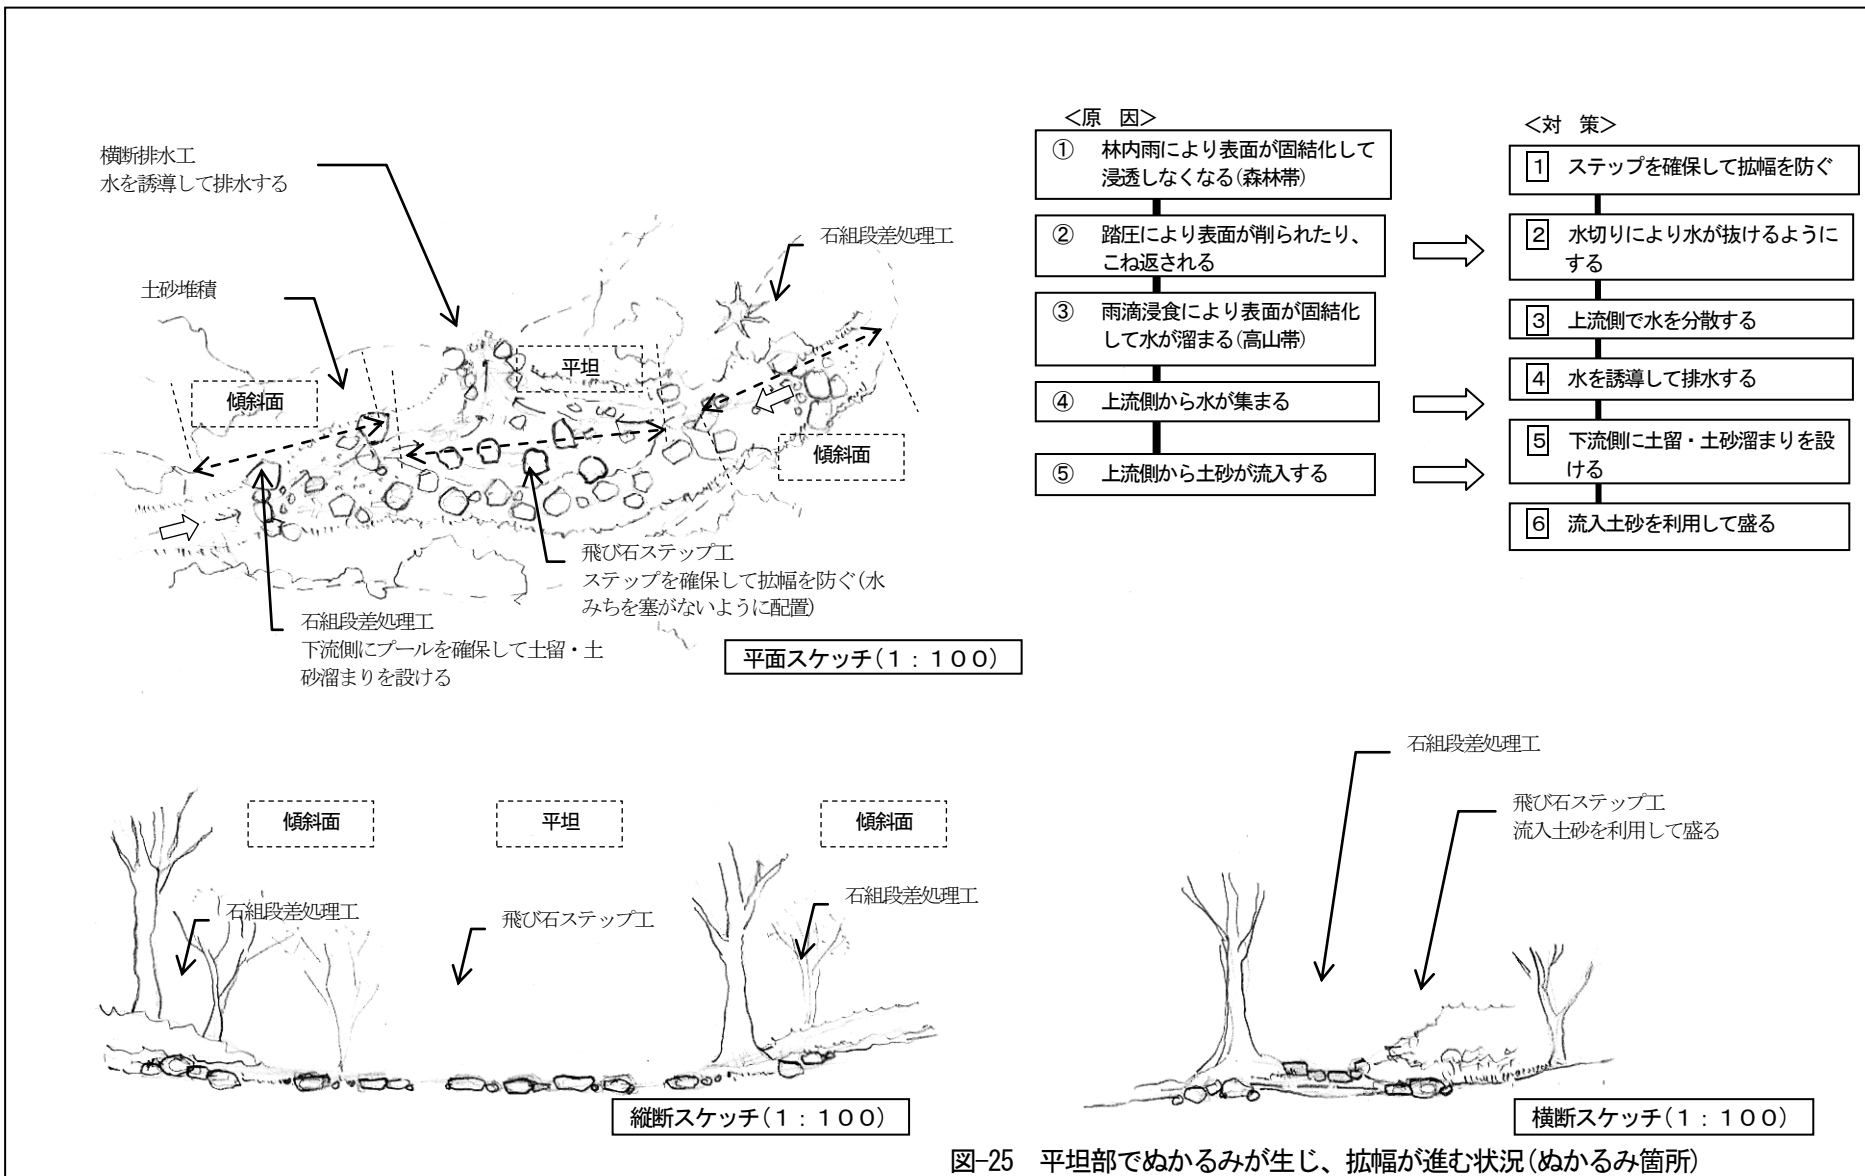 横断排水工
水を誘導して排水する
石組段差処理工
土砂堆積
平坦
傾斜面
傾斜面
飛び石ステップ工
ステップを確保して拡幅を防ぐ(水
みちを塞がないように配置)
石組段差処理工
下流側にプールを確保して土留・土
砂溜まりを設ける
平面スケッチ(1：100)
<原　因>
① 林内雨により表面が固結化して
浸透しなくなる(森林帯)
② 踏圧により表面が削られたり、
こね返される
③ 雨滴浸食により表面が固結化
して水が溜まる(高山帯)
④ 上流側から水が集まる
⑤ 上流側から土砂が流入する
<対　策>
1 ステップを確保して拡幅を防ぐ
2 水切りにより水が抜けるように
する
3 上流側で水を分散する
4 水を誘導して排水する
5 下流側に土留・土砂溜まりを設
ける
6 流入土砂を利用して盛る
傾斜面
平坦
傾斜面
石組段差処理工
飛び石ステップ工
石組段差処理工
縦断スケッチ(1：100)
石組段差処理工
飛び石ステップ工
流入土砂を利用して盛る
横断スケッチ(1：100)
図-25　平坦部でぬかるみが生じ、拡幅が進む状況(ぬかるみ箇所)